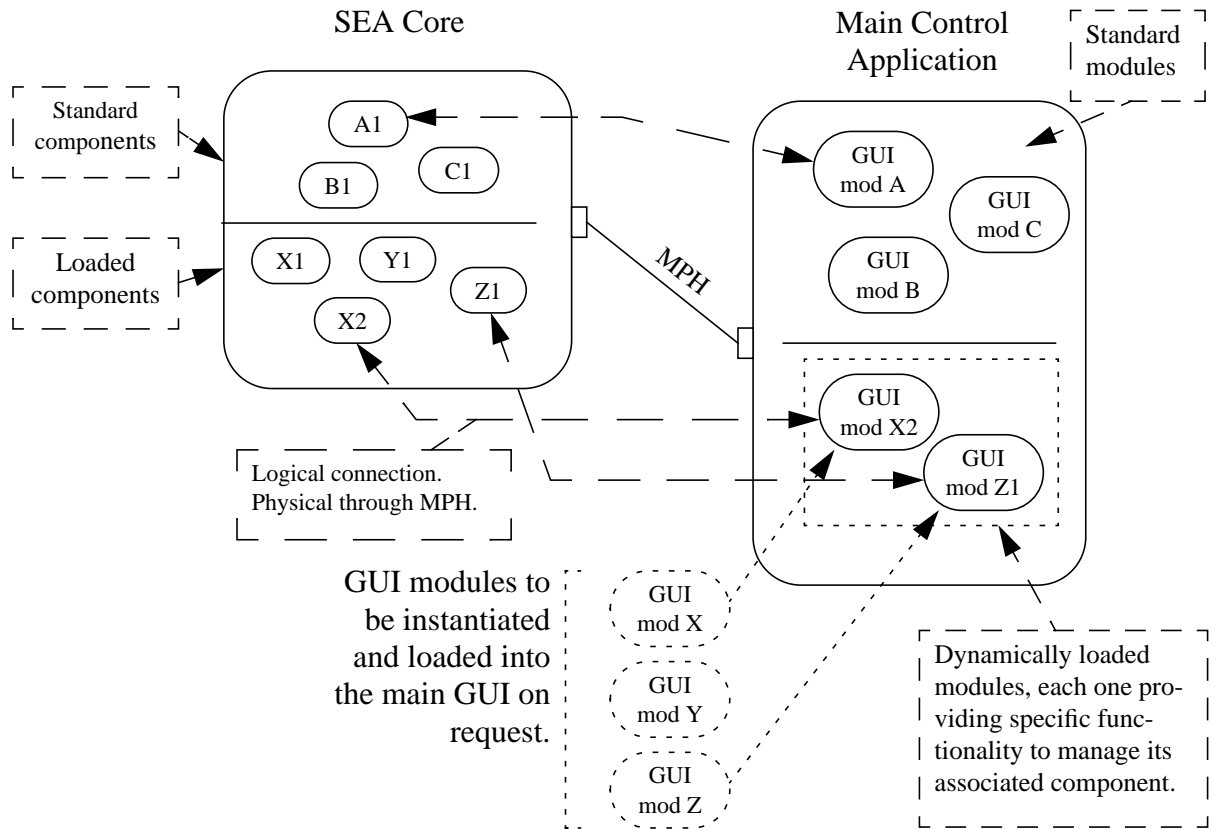 SEA Core
Main Control
Application
Standard
modules
Standard
components
Loaded
components
A1
B1
C1
X1
Y1
Z1
X2
MPH
GUI
mod A
GUI
mod C
GUI
mod B
GUI
mod X2
GUI
mod Z1
Logical connection.
Physical through MPH.
GUI modules to
be instantiated
and loaded into
the main GUI on
request.
GUI
mod X
GUI
mod Y
GUI
mod Z
Dynamically loaded
modules, each one pro-
viding specific func-
tionality to manage its
associated component.